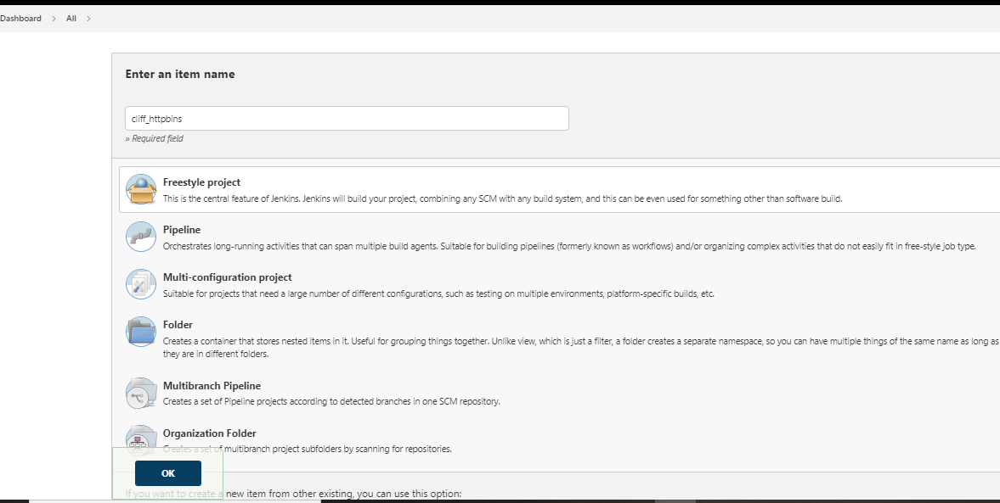 Dashboard > All >
Enter an item name
cliff_httpbins
» Required field
Freestyle project
This is the central feature of Jenkins. Jenkins will build your project, combining any SCM with any build system, and this can be even used for something other than software build.
Pipeline
Orchestrates long-running activities that can span multiple build agents. Suitable for building pipelines (formerly known as workflows) and/or organizing complex activities that do not easily fit in free-style job type.
Multi-configuration project
Suitable for projects that need a large number of different configurations, such as testing on multiple environments, platform-specific builds, etc.
Folder
Creates a container that stores nested items in it. Useful for grouping things together. Unlike view, which is just a filter, a folder creates a separate namespace, so you can have multiple things of the same name as long as
they are in different folders.
Multibranch Pipeline
Creates a set of Pipeline projects according to detected branches in one SCM repository.
Organization Folder
Creates a set of multibranch project subfolders by scanning for repositories.
OK
If you want to create a new item from other existing, you can use this option: